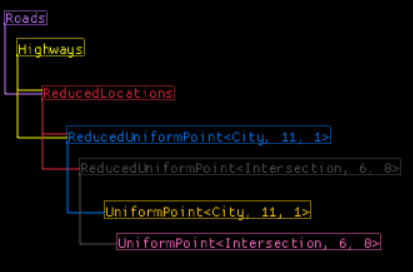 Roads
Highways
ReducedLocations
ReducedUniformPoint<City, 11, 1>
ReducedUniformPoint<Intersection, 6, 0>
UniformPoint<City, 11, 1>
UniformPoint<Intersection, 6, 0>